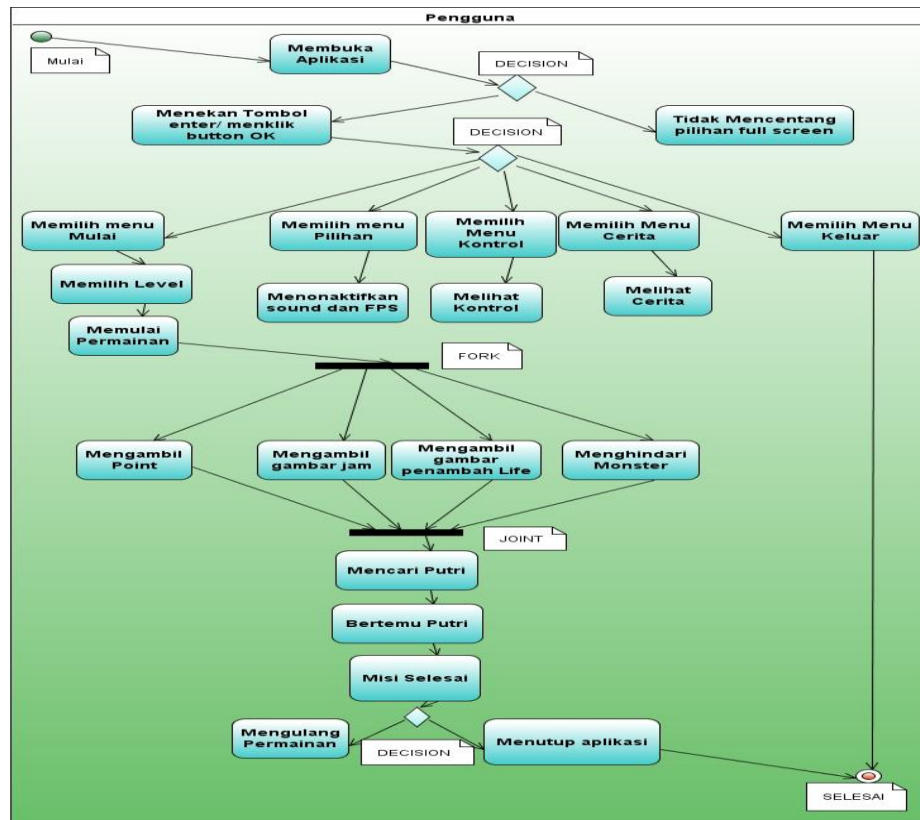 Pengguna
Mulai
Membuka
Aplikasi
DECISION
Menekan Tombol
enter/ menklik
button OK
DECISION
Tidak Mencentang
pilihan full screen
Memilih menu
Mulai
Memilih menu
Pilihan
Memilih
Menu
Kontrol
Memilih Menu
Cerita
Memilih Menu
Keluar
Memilih Level
Menonaktifkan
sound dan FPS
Melihat
Kontrol
Melihat
Cerita
Memulai
Permainan
FORK
Mengambil
Point
Mengambil
gambar jam
Mengambil
gambar
penambah Life
Menghindari
Monster
JOINT
Mencari Putri
Bertemu Putri
Misi Selesai
Mengulang
Permainan
DECISION
Menutup aplikasi
SELESAI